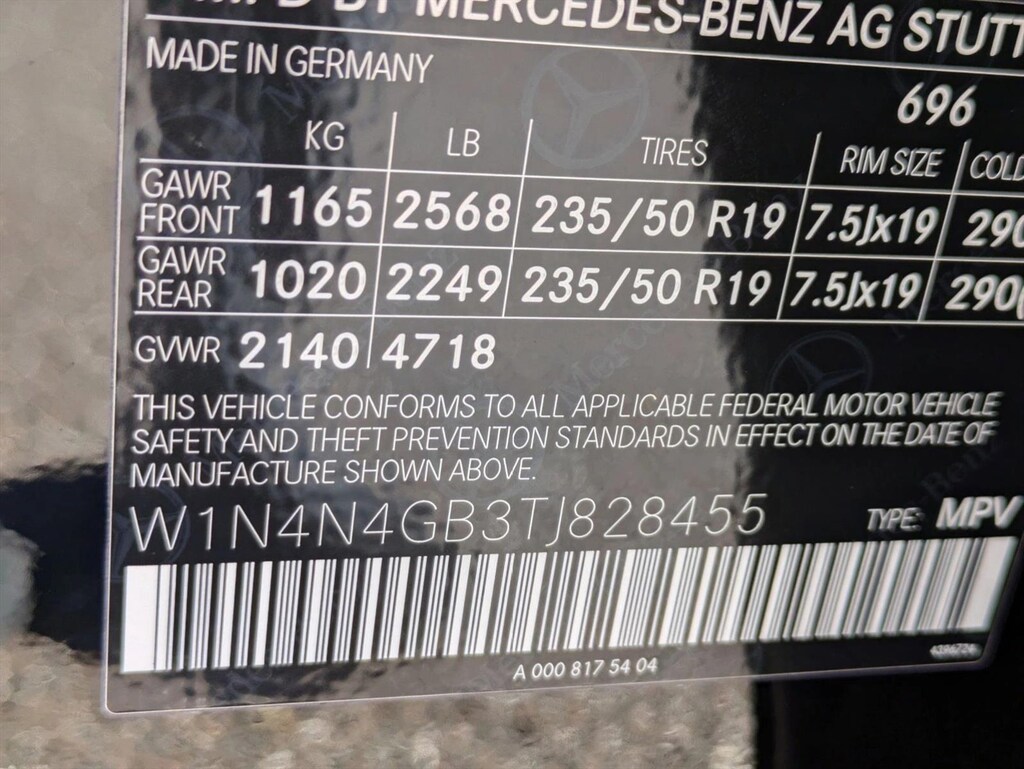 BY MERCEDES-BENZ AG STUTT
MADE IN GERMANY
696
KG LB TIRES RIM SIZE COLD
GAWR FRONT 1165 2568 235/50 R19 7.5Jx19 290
GAWR REAR 1020 2249 235/50 R19 7.5Jx19 290(
GVWR 2140 4718
THIS VEHICLE CONFORMS TO ALL APPLICABLE FEDERAL MOTOR VEHICLE
SAFETY AND THEFT PREVENTION STANDARDS IN EFFECT ON THE DATE OF
MANUFACTURE SHOWN ABOVE.
W1N4N4GB3TJ828455 TYPE: MPV
A 000 817 54 04